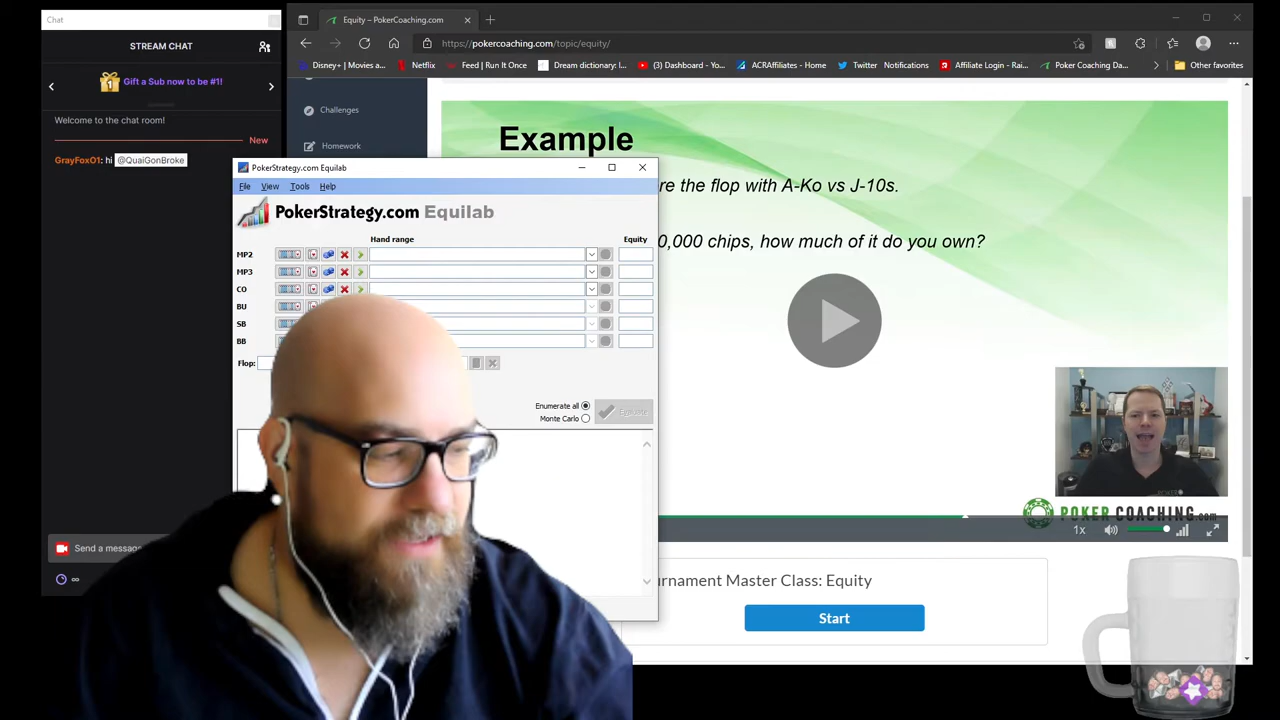 Chat
STREAM CHAT
Gift a Sub now to be #1!
Welcome to the chat room!
New
GrayFoxO1: hi @QuaiGonBroke
Send a message
∞
Equity – PokerCoaching.com
https://pokercoaching.com/topic/equity/
Disney+ | Movies a...
Netflix
Feed | Run It Once
Dream dictionary: I...
(3) Dashboard - Yo...
ACRAffiliates - Home
Twitter
Notifications
Affiliate Login - Rai...
Poker Coaching Da...
Other favorites
Challenges
Homework
Example
re the flop with A-Ko vs J-10s.
0,000 chips, how much of it do you own?
POKER COACHING.com
1x
urnament Master Class: Equity
Start
PokerStrategy.com Equilab
File View Tools Help
PokerStrategy.com Equilab
Hand range Equity
MP2
MP3
CO
BU
SB
BB
Flop:
Enumerate all
Monte Carlo
Evaluate